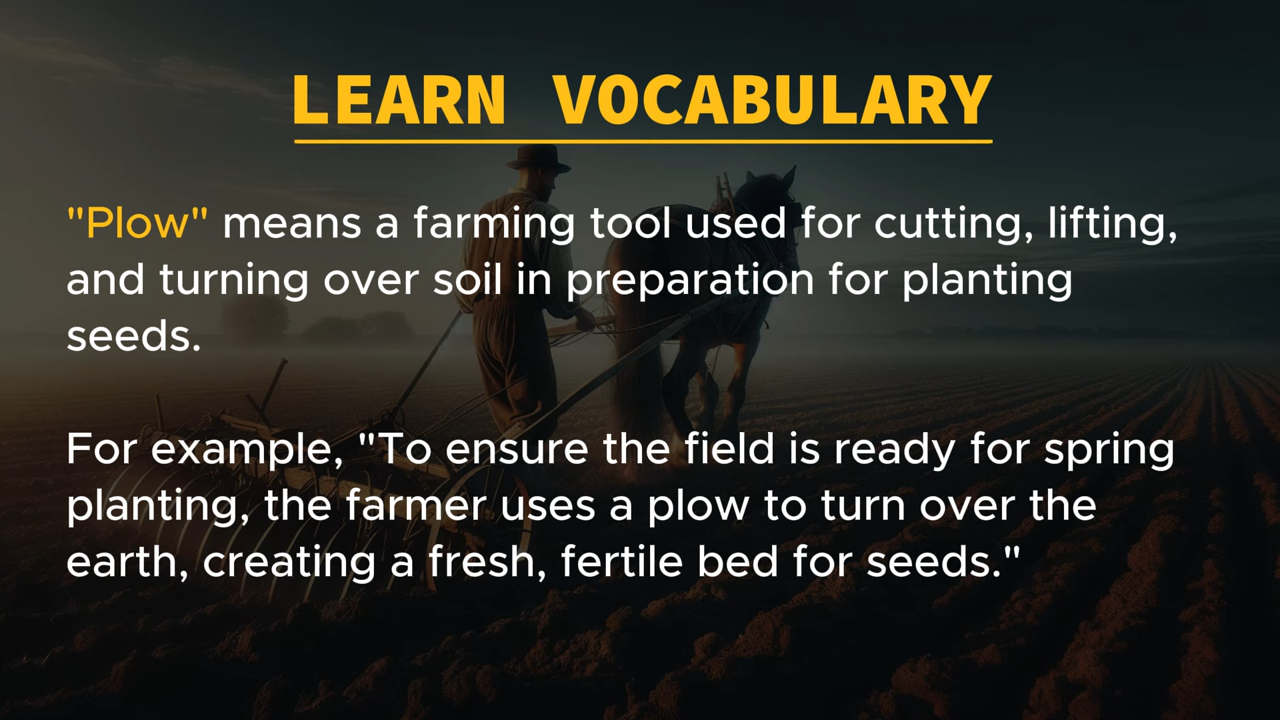 LEARN VOCABULARY
"Plow" means a farming tool used for cutting, lifting,
and turning over soil in preparation for planting
seeds.
For example, "To ensure the field is ready for spring
planting, the farmer uses a plow to turn over the
earth, creating a fresh, fertile bed for seeds."